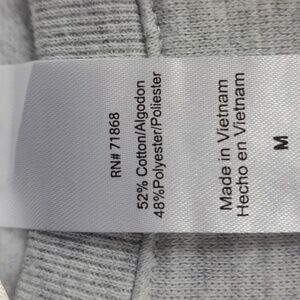 RN# 71868
52% Cotton/Algodon
48%Polyester/Poliester
Made in Vietnam
Hecho en Vietnam
M